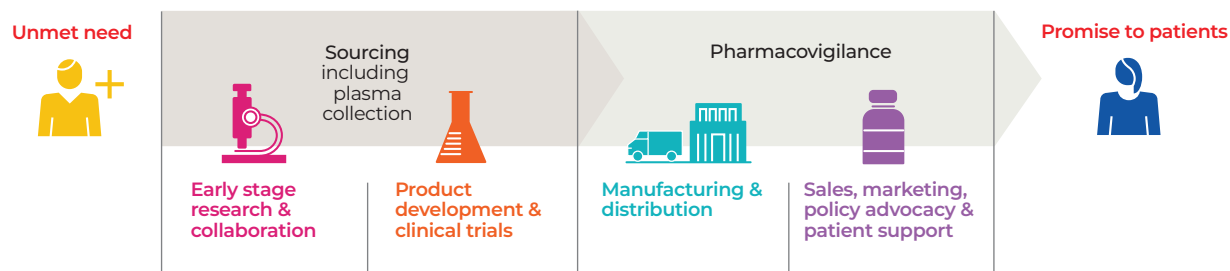 Unmet need
Sourcing
including
plasma
collection
Pharmacovigilance
Promise to patients
Early stage
research &
collaboration
Product
development &
clinical trials
Manufacturing &
distribution
Sales, marketing,
policy advocacy &
patient support